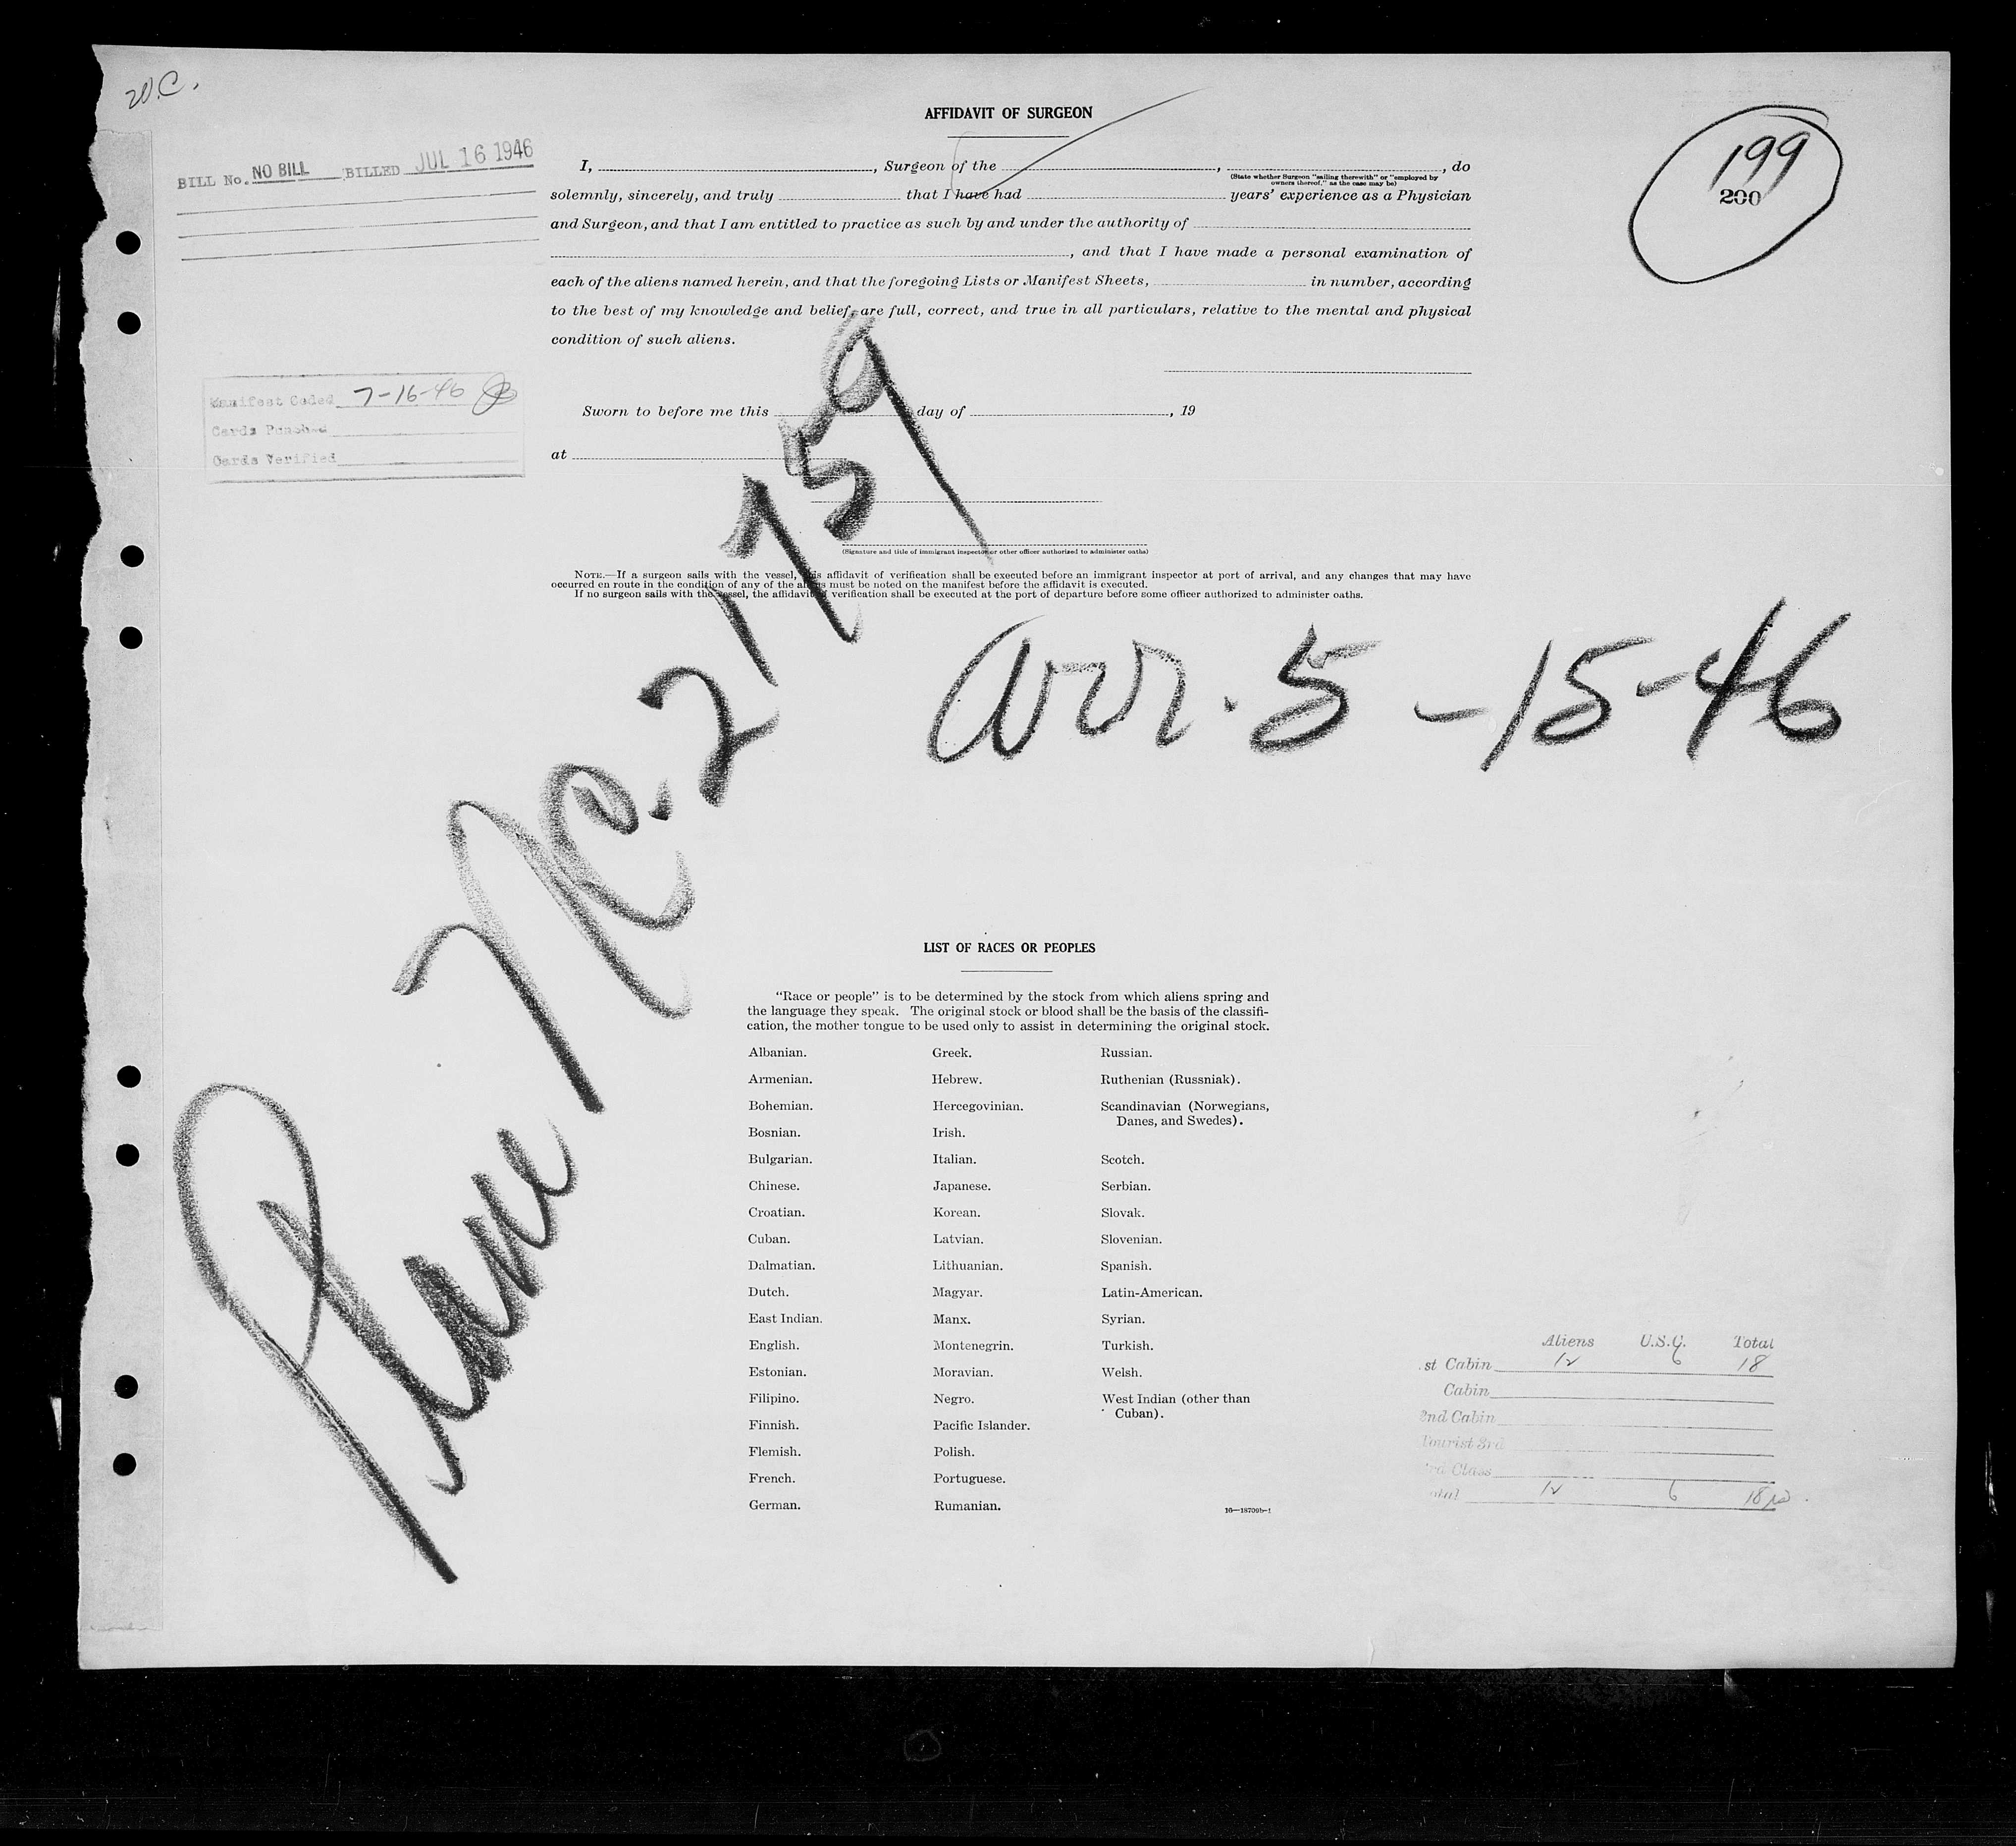 W.C.
AFFIDAVIT OF SURGEON
199
200
BILL No. NO BILL BILLED JUL 16 1946
I, , Surgeon of the , , do
(State whether Surgeon "sailing therewith" or "employed by
owners thereof," as the case may be)
solemnly, sincerely, and truly that I have had years' experience as a Physician
and Surgeon, and that I am entitled to practice as such by and under the authority of
, and that I have made a personal examination of
each of the aliens named herein, and that the foregoing Lists or Manifest Sheets, in number, according
to the best of my knowledge and belief, are full, correct, and true in all particulars, relative to the mental and physical
condition of such aliens.
Manifest Coded 7-16-46
Cards Punched
Cards Verified
Sworn to before me this day of , 19
at
(Signature and title of immigrant inspector or other officer authorized to administer oaths)
NOTE.—If a surgeon sails with the vessel, this affidavit of verification shall be executed before an immigrant inspector at port of arrival, and any changes that may have
occurred en route in the condition of any of the aliens must be noted on the manifest before the affidavit is executed.
If no surgeon sails with the vessel, the affidavit of verification shall be executed at the port of departure before some officer authorized to administer oaths.
Plane NC. 21759
arr. 5-15-46
LIST OF RACES OR PEOPLES
"Race or people" is to be determined by the stock from which aliens spring and
the language they speak. The original stock or blood shall be the basis of the classifi-
cation, the mother tongue to be used only to assist in determining the original stock.
Albanian.
Armenian.
Bohemian.
Bosnian.
Bulgarian.
Chinese.
Croatian.
Cuban.
Dalmatian.
Dutch.
East Indian.
English.
Estonian.
Filipino.
Finnish.
Flemish.
French.
German.
Greek.
Hebrew.
Hercegovinian.
Irish.
Italian.
Japanese.
Korean.
Latvian.
Lithuanian.
Magyar.
Manx.
Montenegrin.
Moravian.
Negro.
Pacific Islander.
Polish.
Portuguese.
Rumanian.
Russian.
Ruthenian (Russniak).
Scandinavian (Norwegians,
Danes, and Swedes).
Scotch.
Serbian.
Slovak.
Slovenian.
Spanish.
Latin-American.
Syrian.
Turkish.
Welsh.
West Indian (other than
Cuban).
16—18709b-1
Aliens U.S.C. Total
st Cabin 12 6 18
Cabin
2nd Cabin
Tourist 3rd
Class
otal 12 6 18